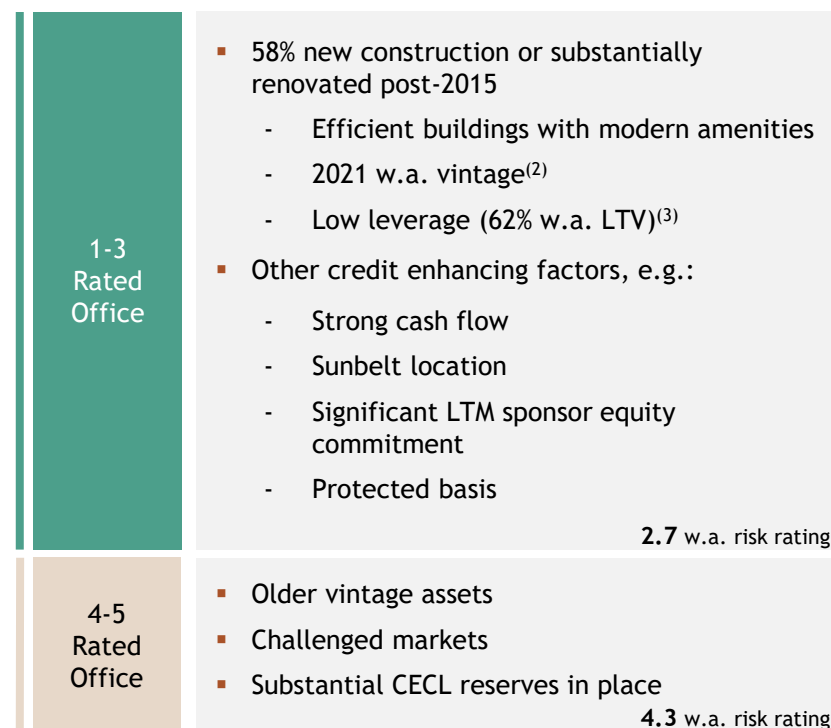 1-3
Rated
Office
▪ 58% new construction or substantially
renovated post-2015
- Efficient buildings with modern amenities
- 2021 w.a. vintage(2)
- Low leverage (62% w.a. LTV)(3)
▪ Other credit enhancing factors, e.g.:
- Strong cash flow
- Sunbelt location
- Significant LTM sponsor equity
commitment
- Protected basis
2.7 w.a. risk rating
4-5
Rated
Office
▪ Older vintage assets
▪ Challenged markets
▪ Substantial CECL reserves in place
4.3 w.a. risk rating